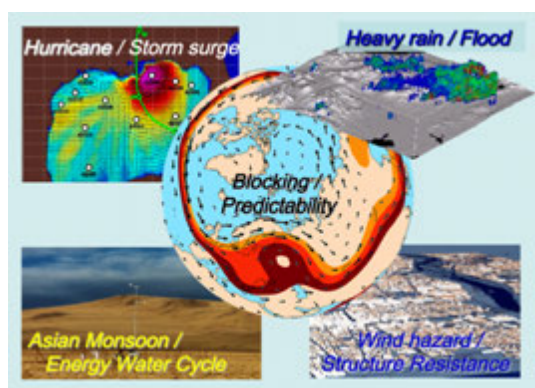 Hurricane / Storm surge
Heavy rain / Flood
Blocking /
Predictability
Asian Monsoon /
Energy Water Cycle
Wind hazard /
Structure Resistance